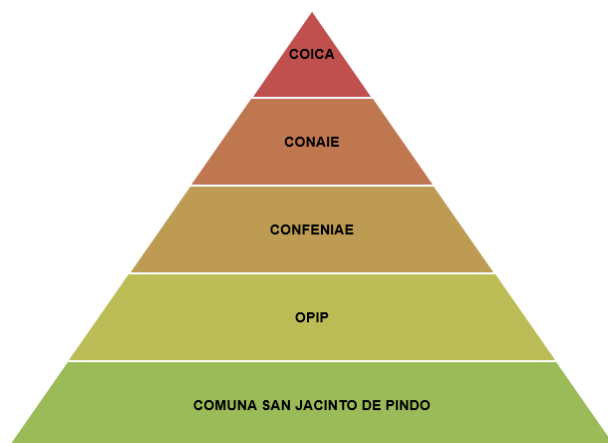 COICA
CONAIE
CONFENIAE
OPIP
COMUNA SAN JACINTO DE PINDO